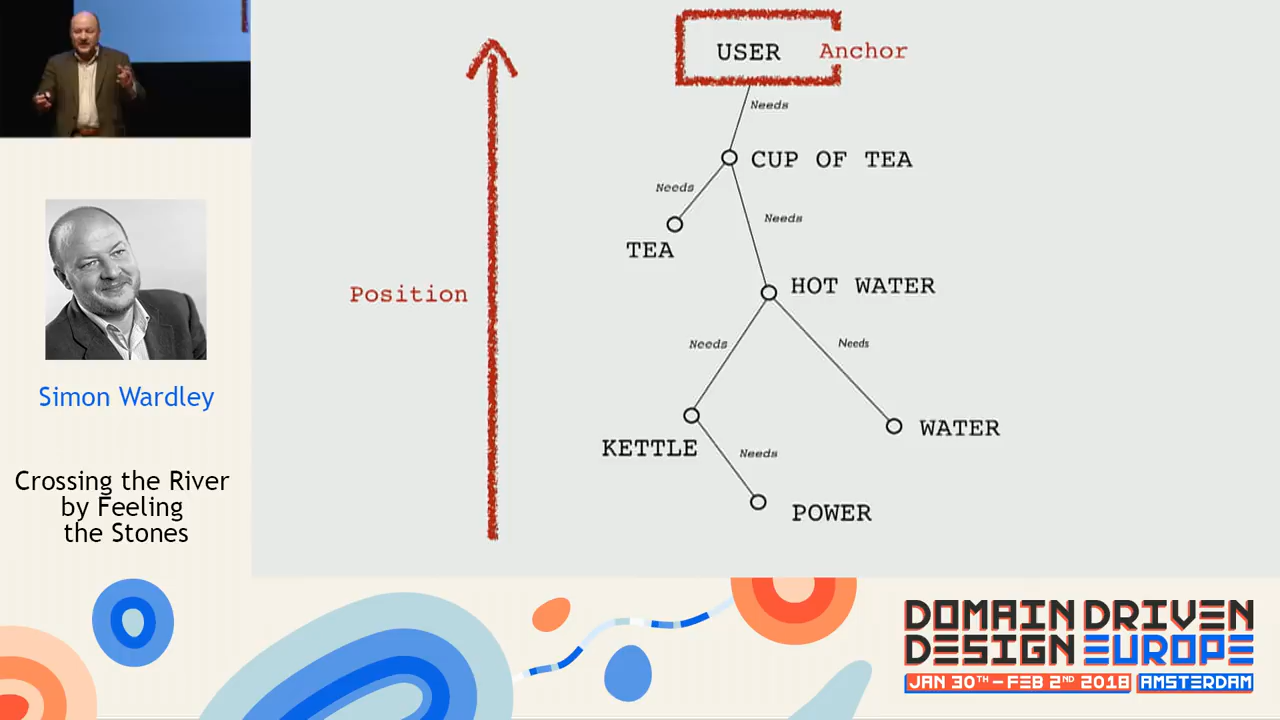 USER
Anchor
Needs
CUP OF TEA
Needs
Needs
TEA
HOT WATER
Position
Needs
Needs
KETTLE
WATER
Needs
POWER
Simon Wardley
Crossing the River
by Feeling
the Stones
DOMAIN DRIVEN
DESIGN EUROPE
JAN 30TH - FEB 2ND 2018 AMSTERDAM